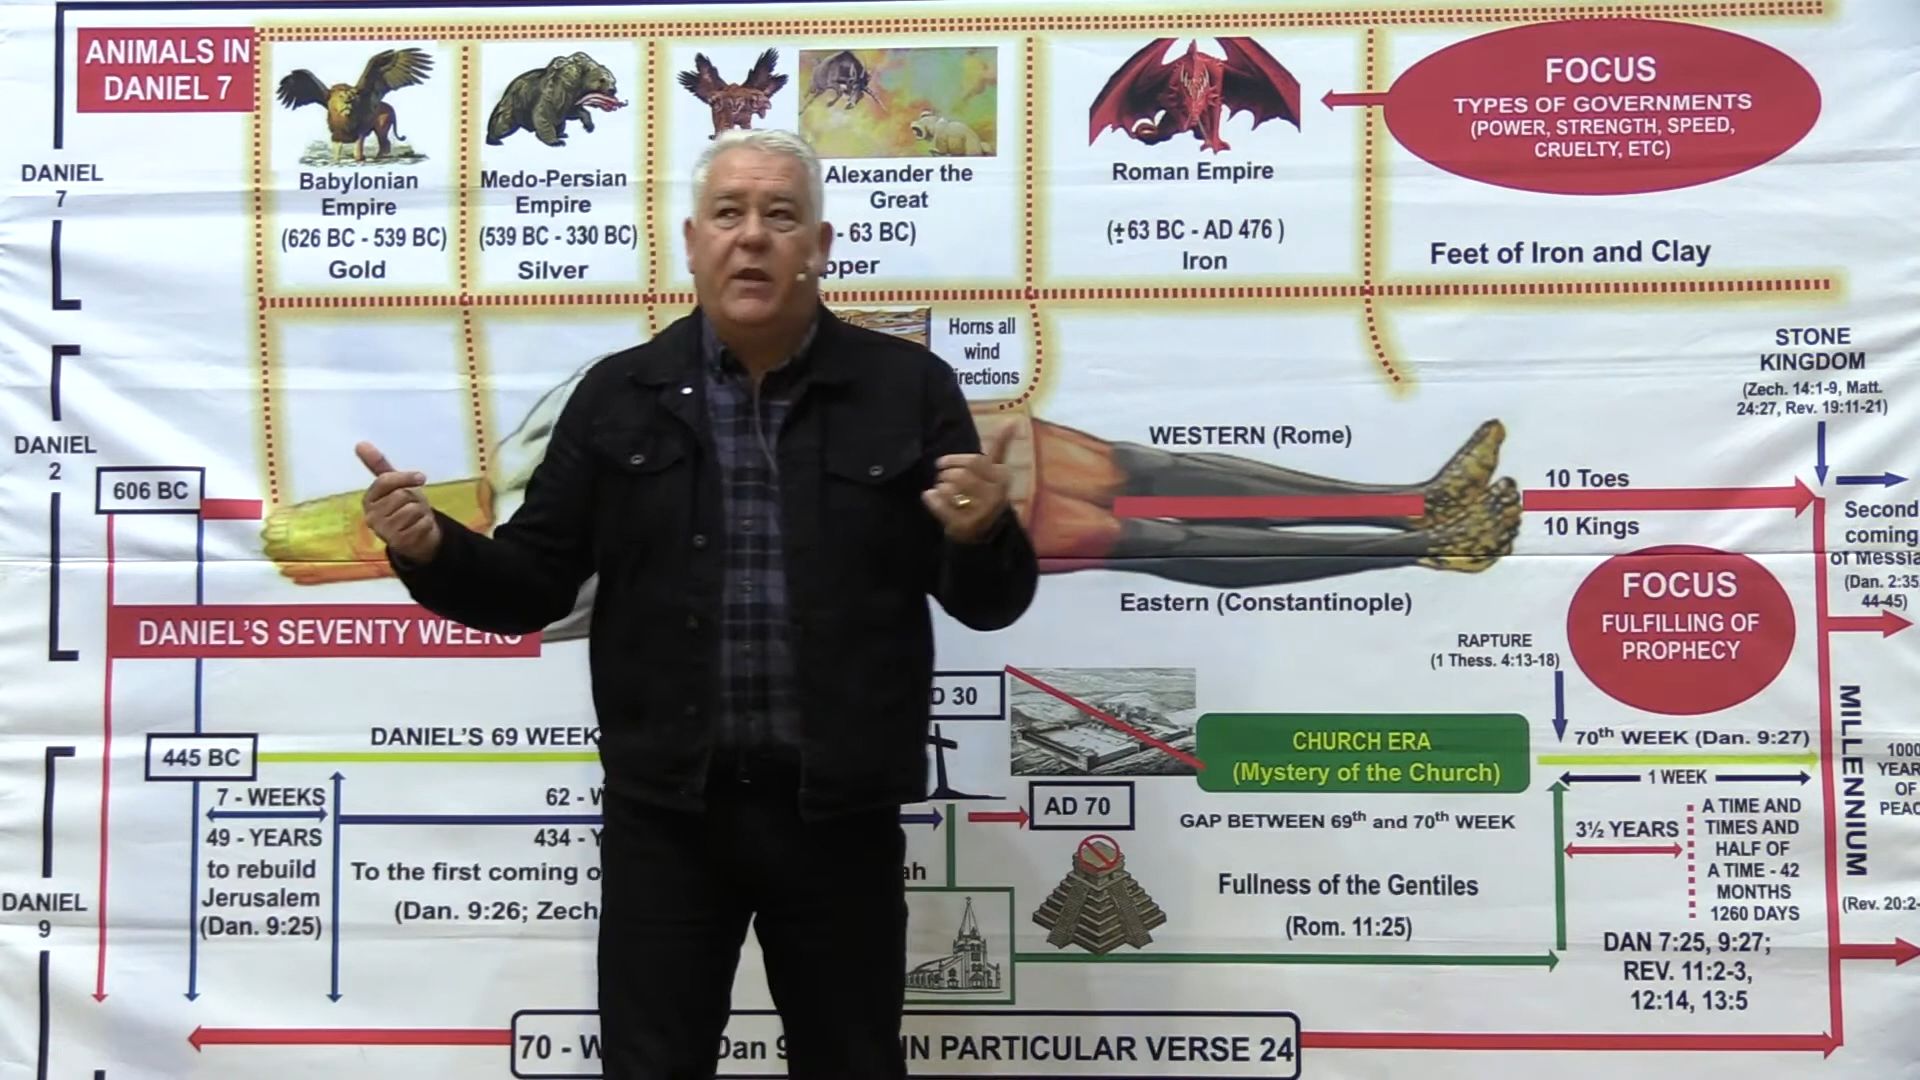 ANIMALS IN
DANIEL 7
DANIEL
7
Babylonian
Empire
(626 BC - 539 BC)
Gold
Medo-Persian
Empire
(539 BC - 330 BC)
Silver
Alexander the
Great
- 63 BC)
Roman Empire
(±63 BC - AD 476 )
Iron
FOCUS
TYPES OF GOVERNMENTS
(POWER, STRENGTH, SPEED,
CRUELTY, ETC)
Feet of Iron and Clay
Horns all
wind
DANIEL
2
606 BC
WESTERN (Rome)
Eastern (Constantinople)
10 Toes
10 Kings
STONE
KINGDOM
(Zech. 14:1-9, Matt.
24:27, Rev. 19:11-21)
Second
coming
of
(Dan. 2:35
44-45)
FOCUS
FULFILLING OF
PROPHECY
DANIEL'S SEVENTY WEEKS
RAPTURE
(1 Thess. 4:13-18)
DANIEL
9
445 BC
DANIEL'S 69 WEEK
7 - WEEKS
49 - YEARS
to rebuild
Jerusalem
(Dan. 9:25)
62 -
434 -
To the first coming
(Dan. 9:26; Zech
30
AD 70
CHURCH ERA
(Mystery of the Church)
GAP BETWEEN 69th and 70th WEEK
Fullness of the Gentiles
(Rom. 11:25)
70th WEEK (Dan. 9:27)
1 WEEK
3½ YEARS
A TIME AND
TIMES AND
HALF OF
A TIME - 42
MONTHS
1260 DAYS
DAN 7:25, 9:27;
REV. 11:2-3,
12:14, 13:5
MILLENNIUM
1000
YEAR
OF
(Rev. 20:2-
70 -
Dan 9
IN PARTICULAR VERSE 24